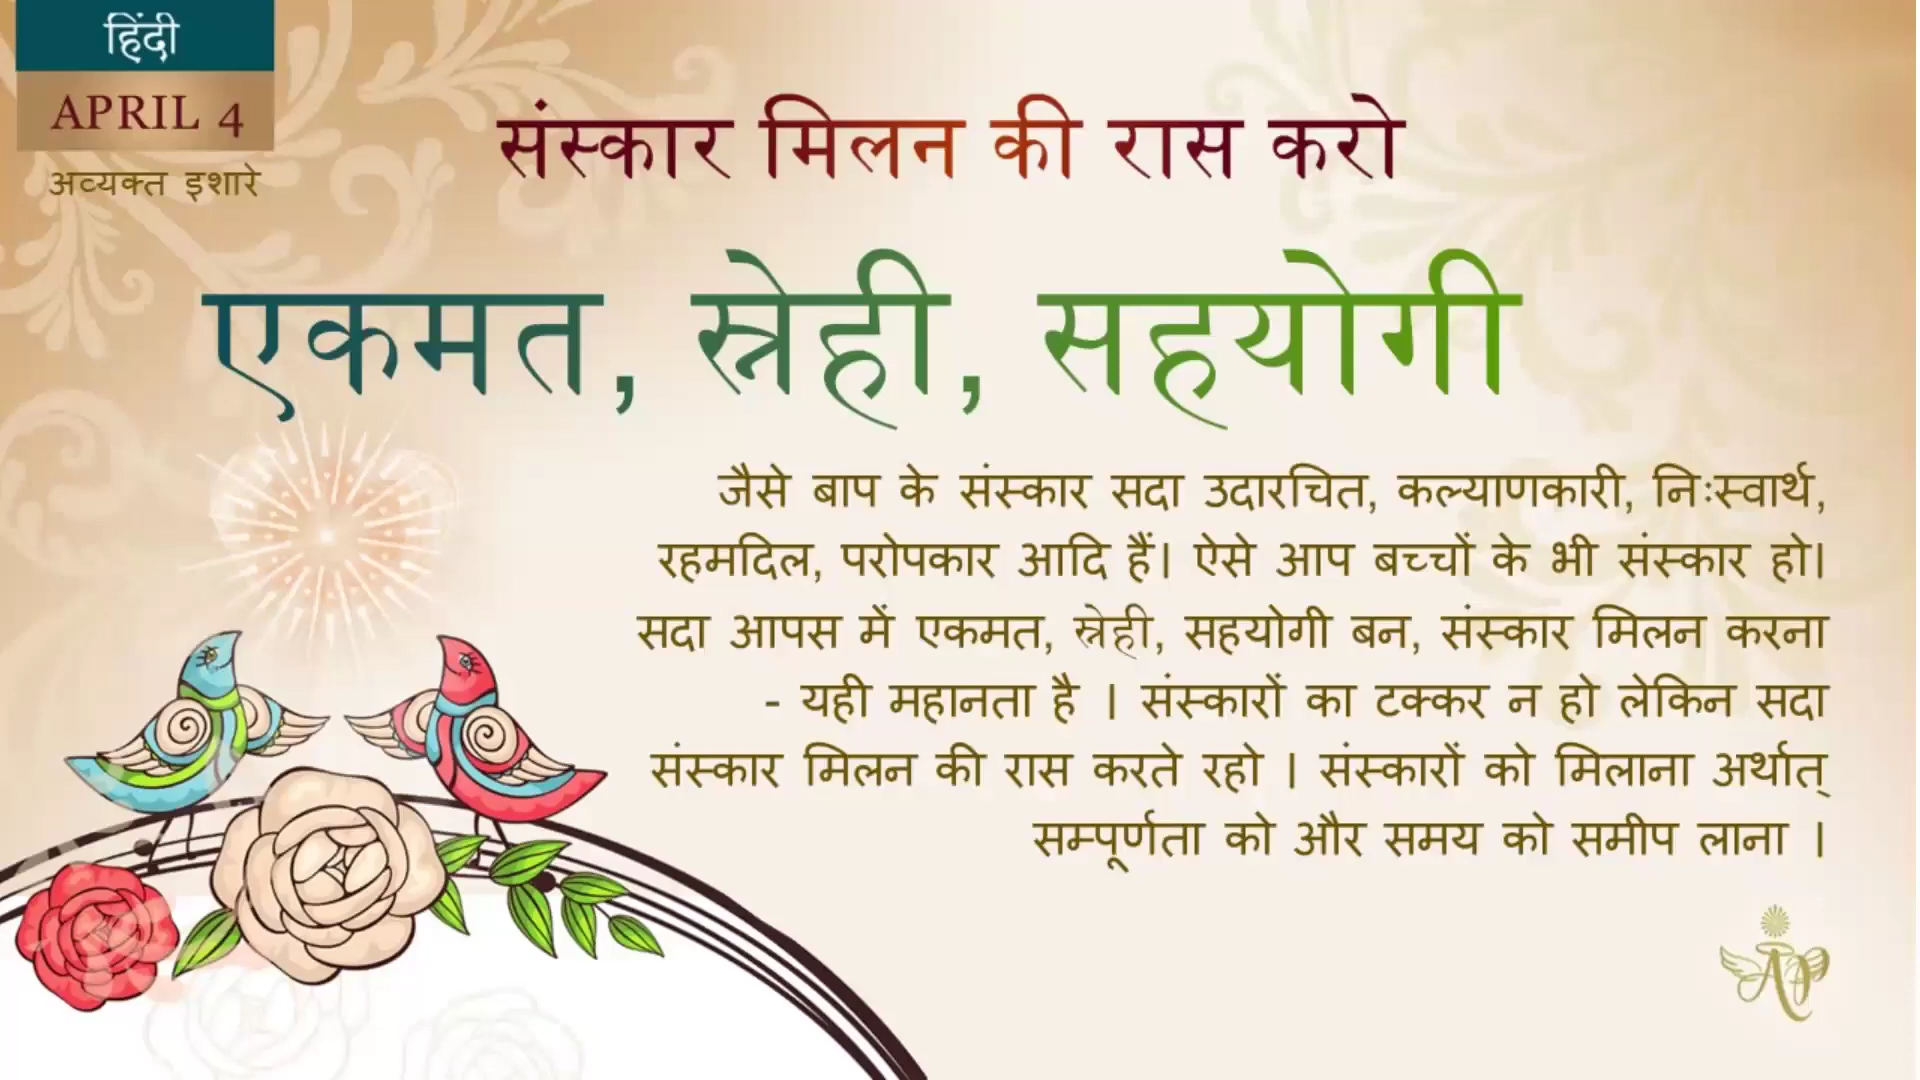 हिंदी
APRIL 4
अव्यक्त इशारे
संस्कार मिलन की रास करो
एकमत, स्नेही, सहयोगी
जैसे बाप के संस्कार सदा उदारचित, कल्याणकारी, निःस्वार्थ,
रहमदिल, परोपकार आदि हैं। ऐसे आप बच्चों के भी संस्कार हो।
सदा आपस में एकमत, स्नेही, सहयोगी बन, संस्कार मिलन करना
- यही महानता है । संस्कारों का टक्कर न हो लेकिन सदा
संस्कार मिलन की रास करते रहो । संस्कारों को मिलाना अर्थात्
सम्पूर्णता को और समय को समीप लाना ।